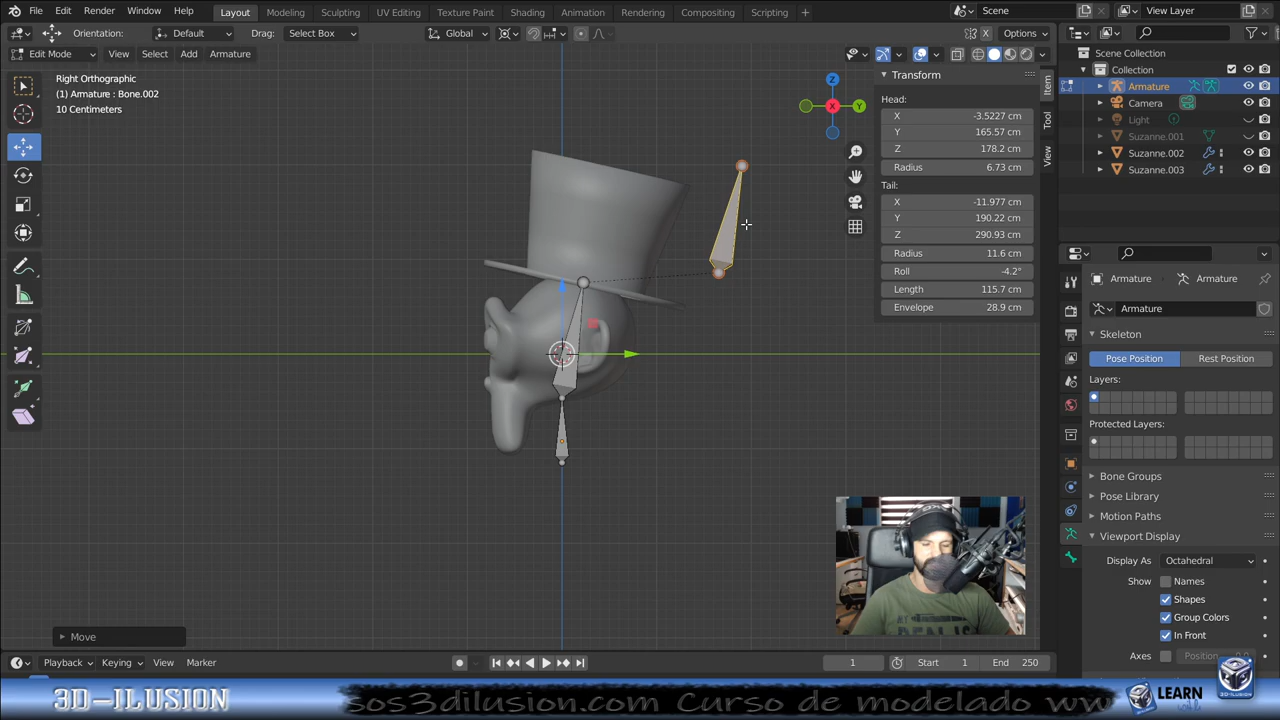 File Edit Render Window Help Layout Modeling Sculpting UV Editing Texture Paint Shading Animation Rendering Compositing Scripting + Scene View Layer
Orientation: Default Drag: Select Box Global Options
Edit Mode View Select Add Armature
Right Orthographic
(1) Armature : Bone.002
10 Centimeters
Z
Y
X
Transform
Head:
X -3.5227 cm
Y 165.57 cm
Z 178.2 cm
Radius 6.73 cm
Tail:
X -11.977 cm
Y 190.22 cm
Z 290.93 cm
Radius 11.6 cm
Roll -4.2°
Length 115.7 cm
Envelope 28.9 cm
Item
Tool
View
Scene Collection
Collection
Armature
Camera
Light
Suzanne.001
Suzanne.002
Suzanne.003
Armature Armature
Armature
Skeleton
Pose Position Rest Position
Layers:
Protected Layers:
Bone Groups
Pose Library
Motion Paths
Viewport Display
Display As Octahedral
Show Names
Shapes
Group Colors
In Front
Axes Position
Move
Playback Keying View Marker 1 Start 1 End 250
3D-ILUSION sos3dilusion.com Curso de modelado ww
LEARN
3D-ILUSION